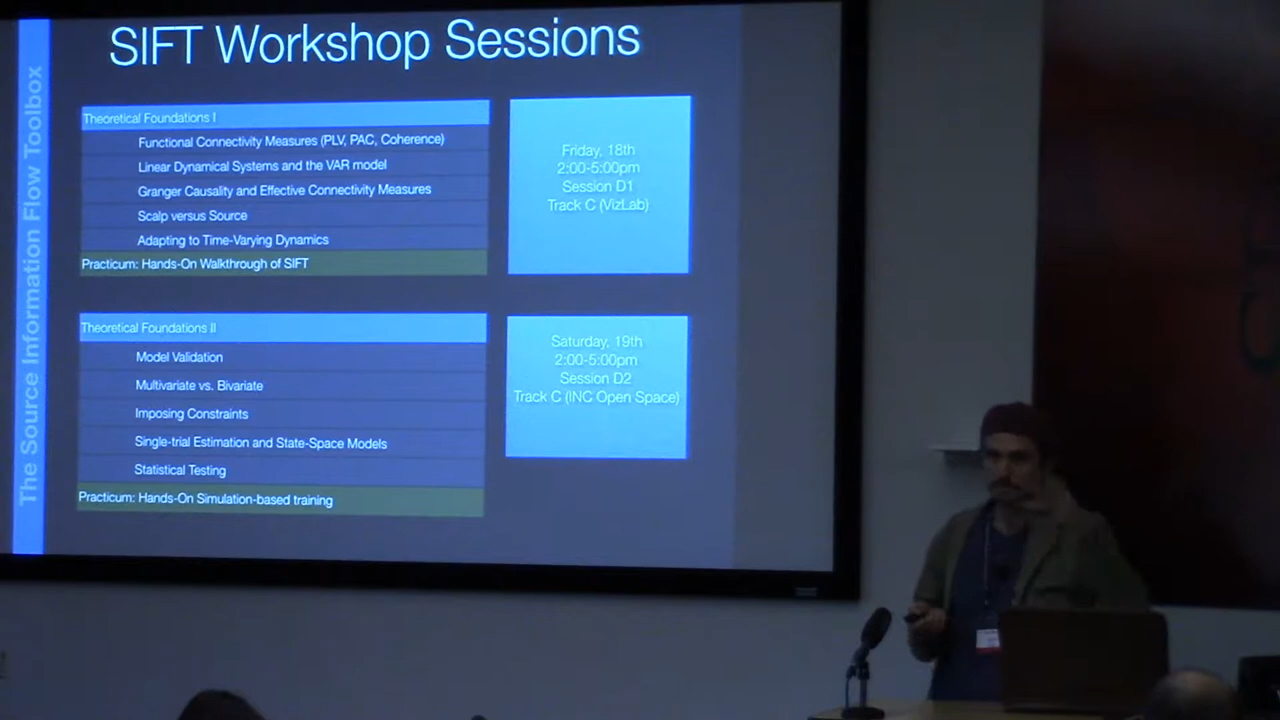 SIFT Workshop Sessions
The Source Information Flow Toolbox
Theoretical Foundations I
Functional Connectivity Measures (PLV, PAC, Coherence)
Linear Dynamical Systems and the VAR model
Granger Causality and Effective Connectivity Measures
Scalp versus Source
Adapting to Time-Varying Dynamics
Practicum: Hands-On Walkthrough of SIFT
Friday, 18th
2:00-5:00pm
Session D1
Track C (VizLab)
Theoretical Foundations II
Model Validation
Multivariate vs. Bivariate
Imposing Constraints
Single-trial Estimation and State-Space Models
Statistical Testing
Practicum: Hands-On Simulation-based training
Saturday, 19th
2:00-5:00pm
Session D2
Track C (INC Open Space)